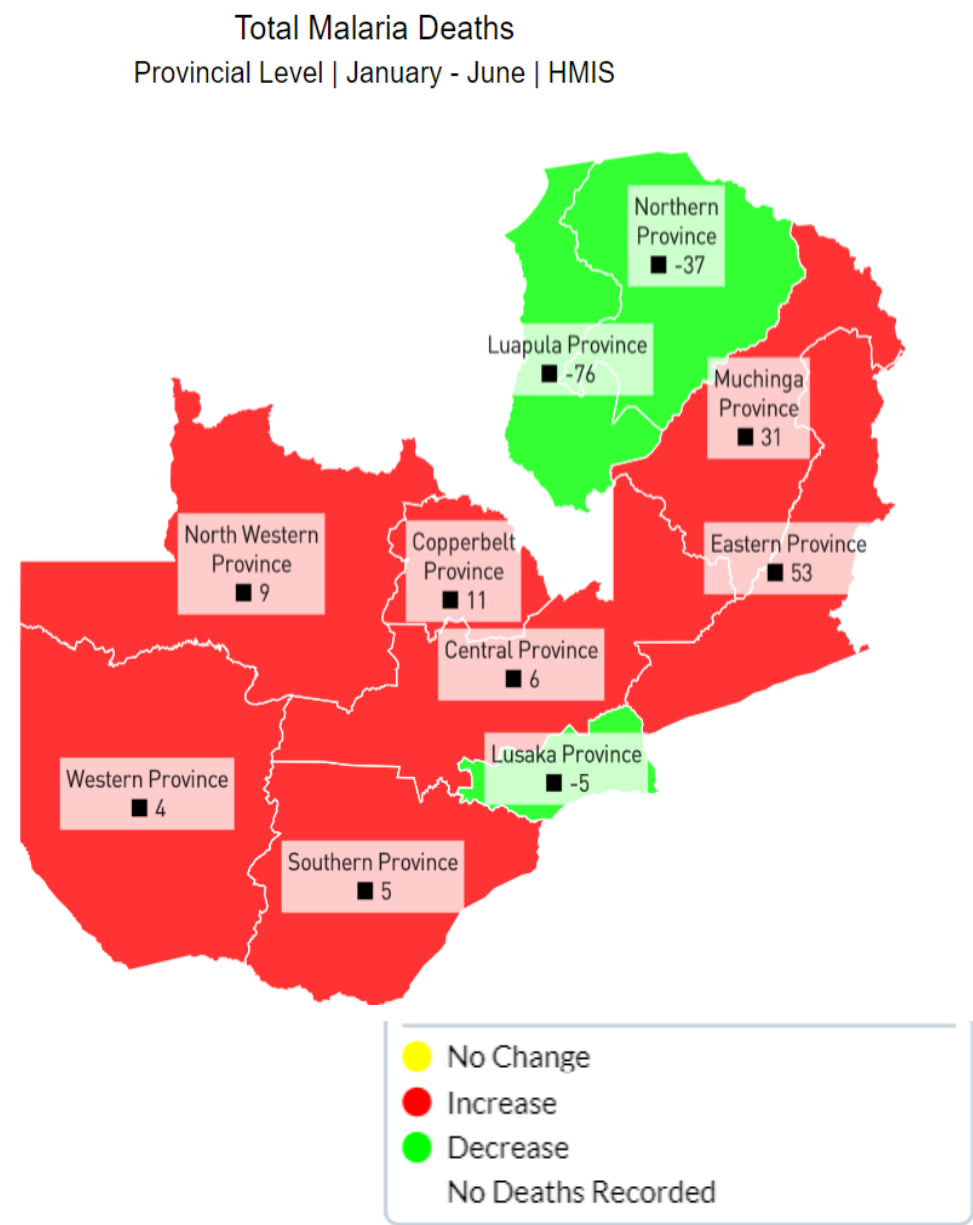 Total Malaria Deaths
Provincial Level | January - June | HMIS
Northern
Province
-37
Luapula Province
-76
Muchinga
Province
31
North Western
Province
9
Copperbelt
Province
11
Eastern Province
53
Central Province
6
Lusaka Province
-5
Western Province
4
Southern Province
5
No Change
Increase
Decrease
No Deaths Recorded